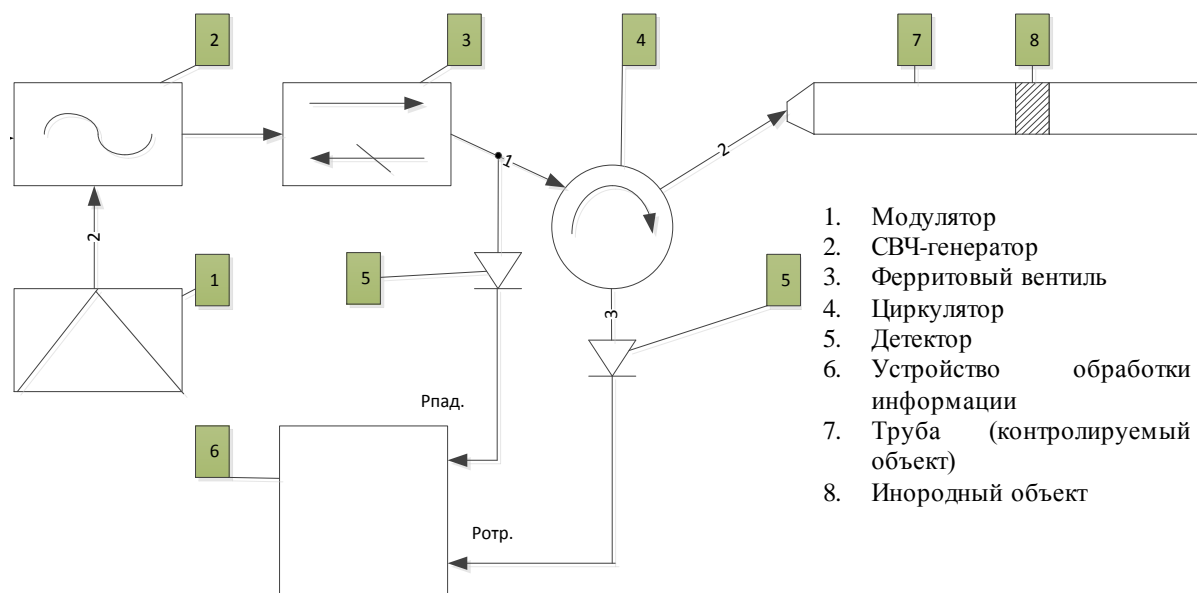 2
3
4
7
8
1
2
2
1
5
5
3
Pпад.
6
Pотр.
1. Модулятор
2. СВЧ-генератор
3. Ферритовый вентиль
4. Циркулятор
5. Детектор
6. Устройство обработки
информации
7. Труба (контролируемый
объект)
8. Инородный объект